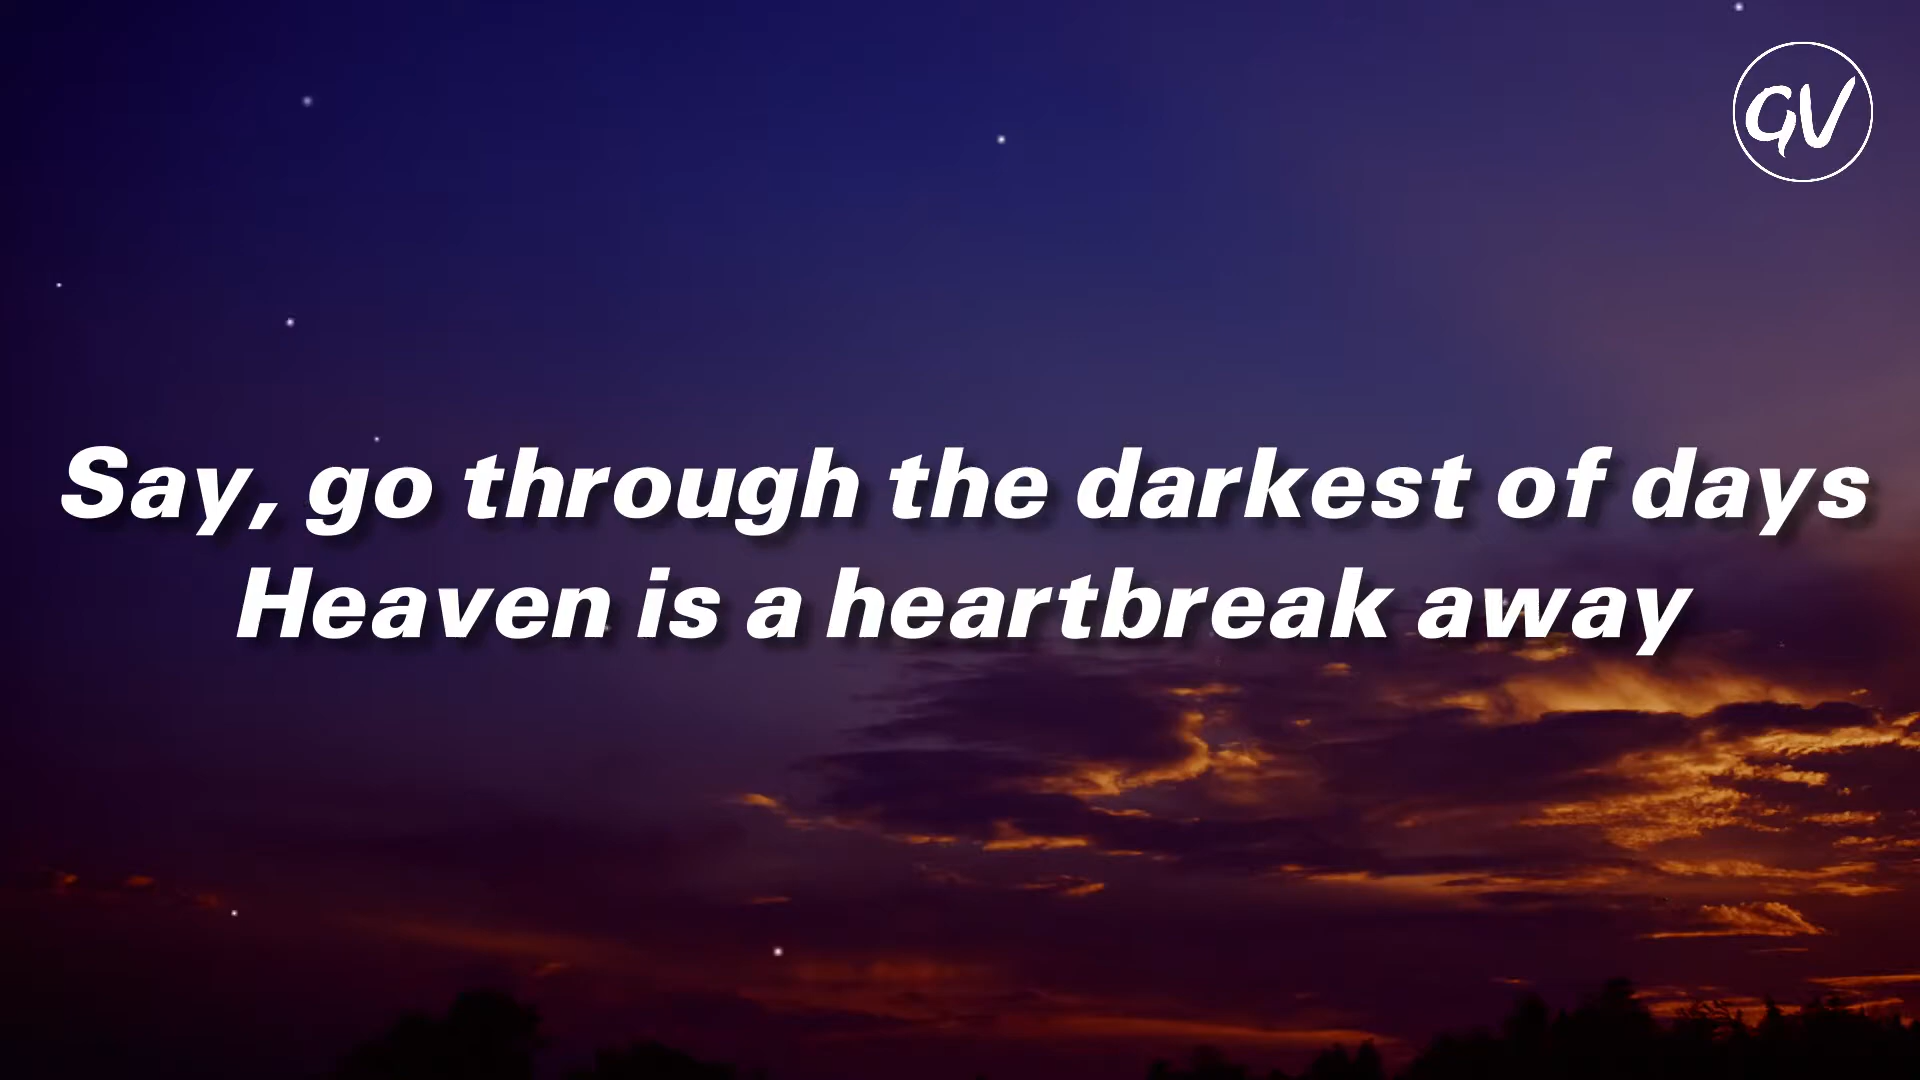 GV
Say, go through the darkest of days
Heaven is a heartbreak away